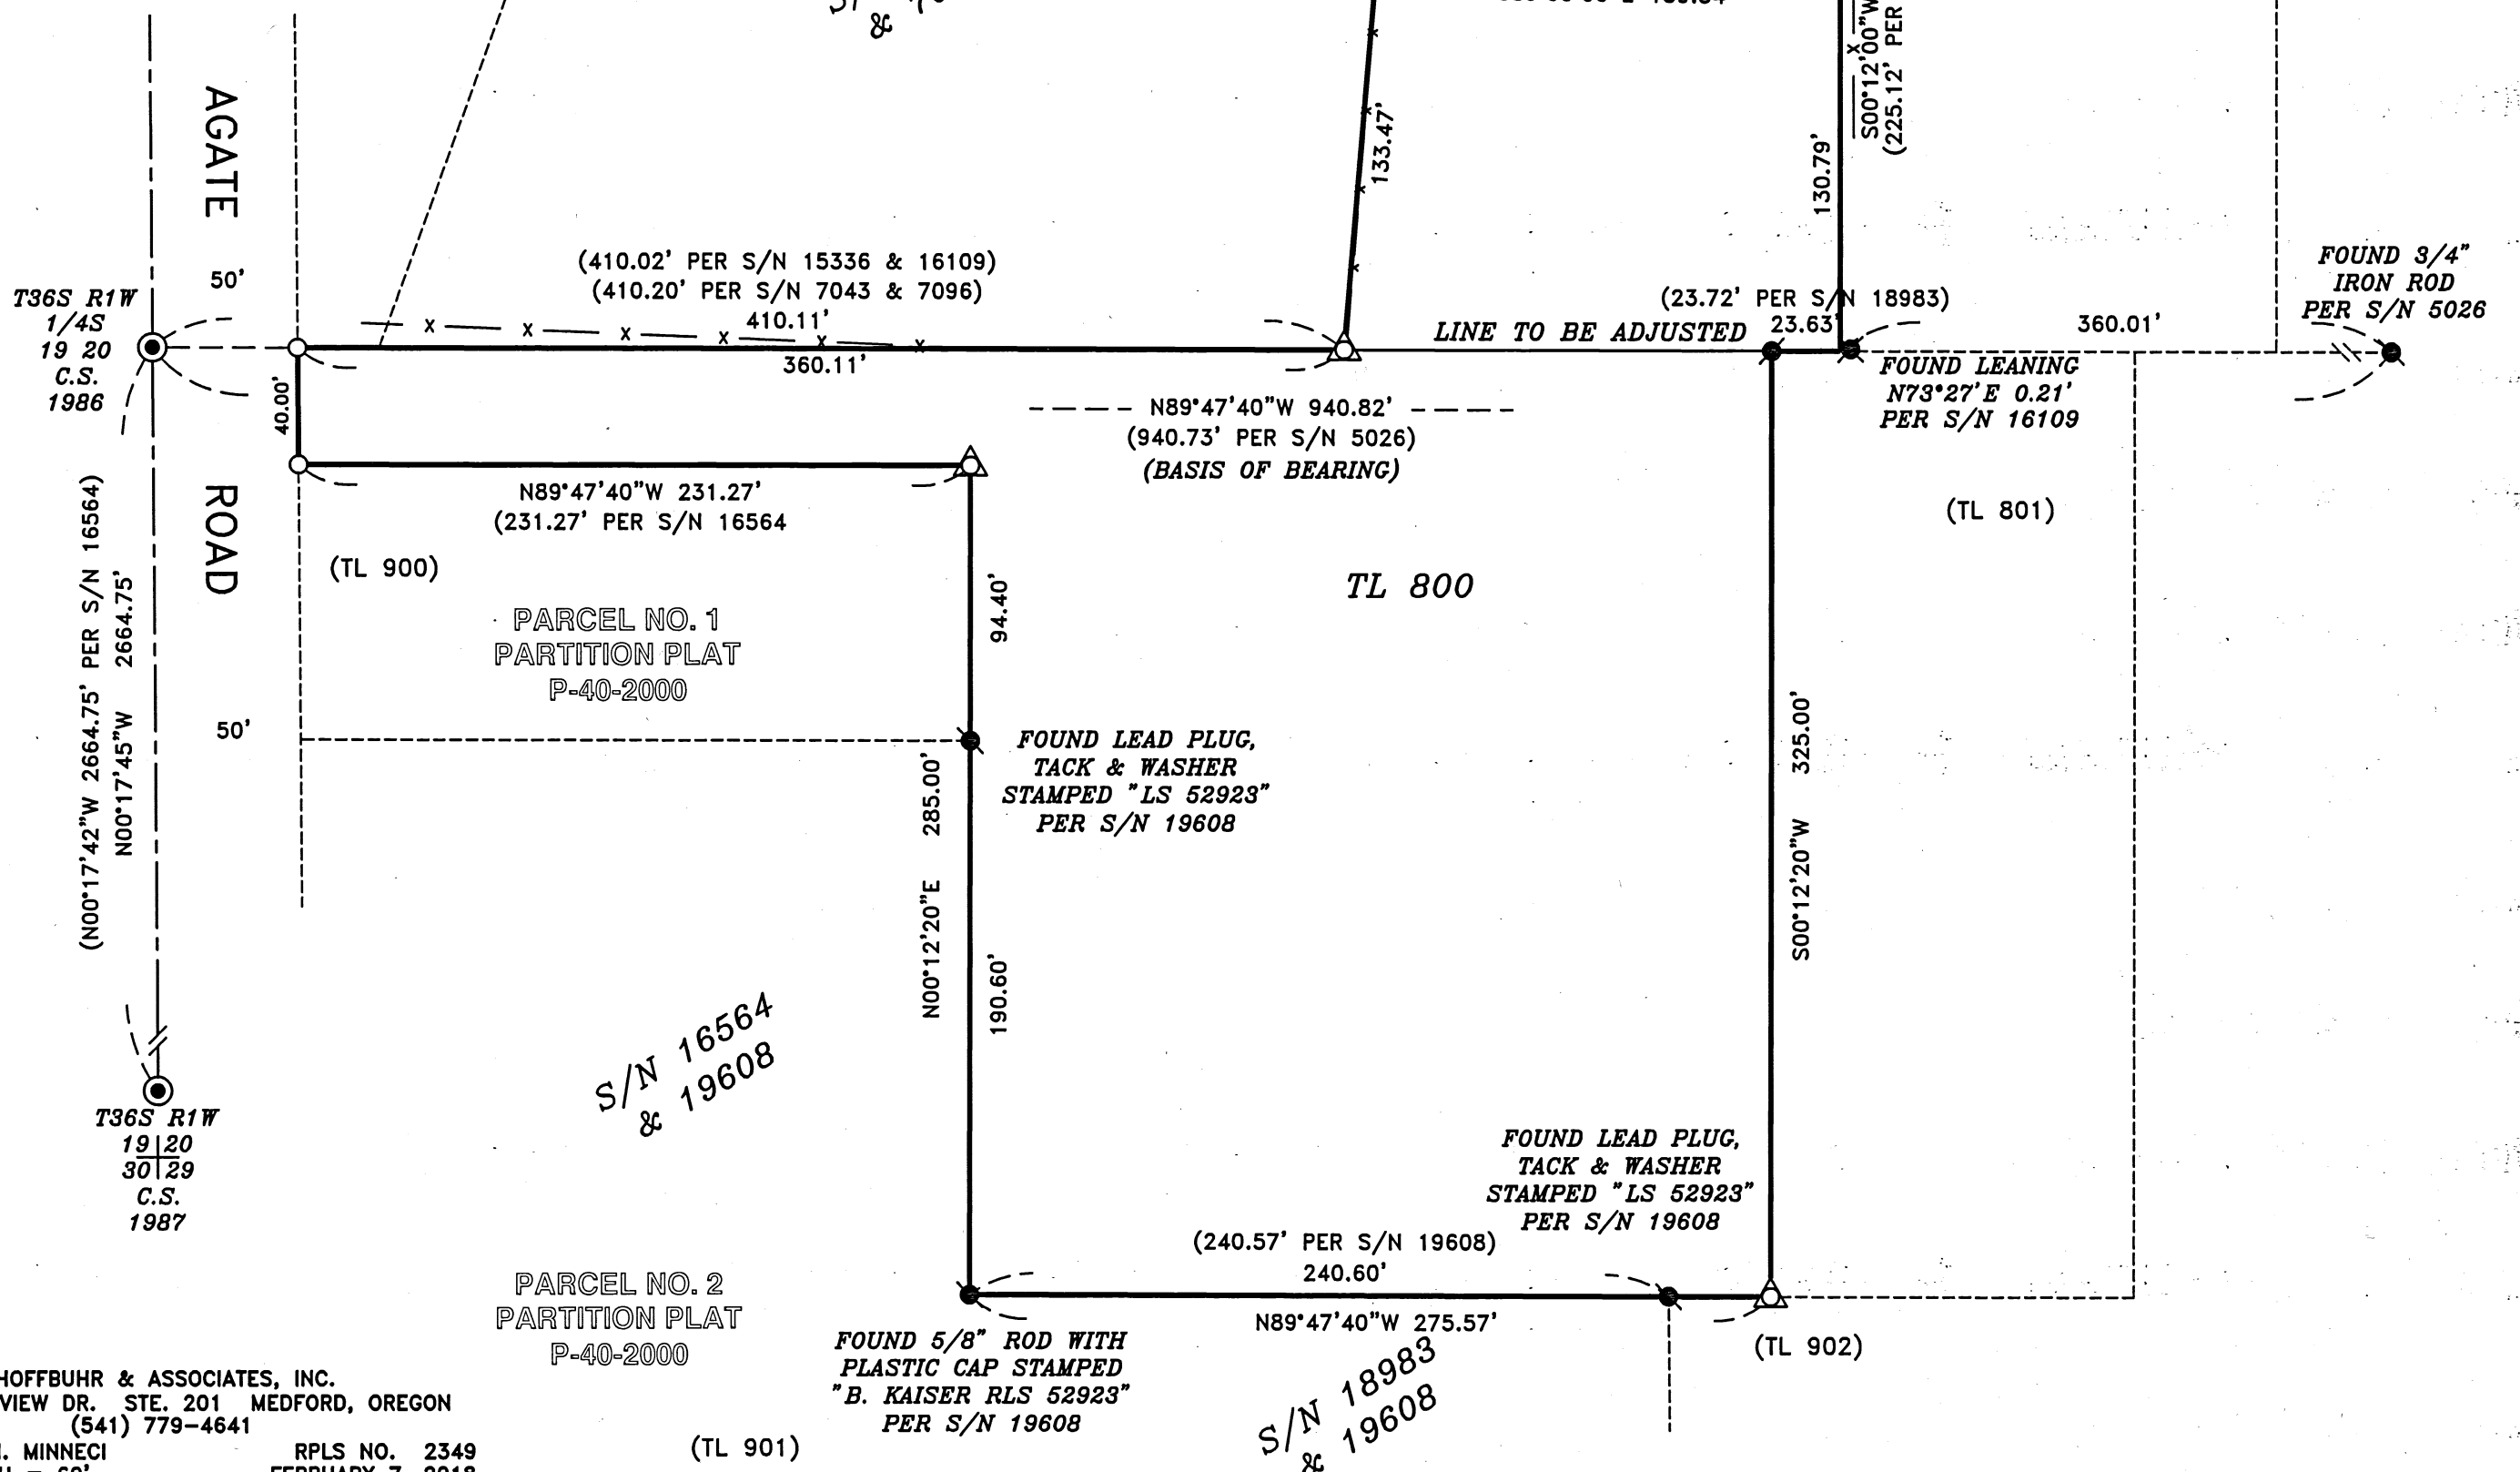 &
S00°12'00"W
(225.12' PER
AGATE
133.47'
130.79'
50'
(410.02' PER S/N 15336 & 16109)
(410.20' PER S/N 7043 & 7096)
410.11'
360.11'
T36S R1W
1/4S
19 20
C.S.
1986
40.00'
LINE TO BE ADJUSTED
(23.72' PER S/N 18983)
23.63'
360.01'
FOUND 3/4"
IRON ROD
PER S/N 5026
FOUND LEANING
N73°27'E 0.21'
PER S/N 16109
N89°47'40"W 940.82'
(940.73' PER S/N 5026)
(BASIS OF BEARING)
N89°47'40"W 231.27'
(231.27' PER S/N 16564
ROAD
(TL 900)
(TL 801)
TL 800
PARCEL NO. 1
PARTITION PLAT
P-40-2000
94.40'
(N00°17'42"W 2664.75' PER S/N 16564)
N00°17'45"W 2664.75'
50'
FOUND LEAD PLUG,
TACK & WASHER
STAMPED "LS 52923"
PER S/N 19608
N00°12'20"E 285.00'
190.60'
S00°12'20"W 325.00'
S/N 16564
& 19608
T36S R1W
19 20
30 29
C.S.
1987
FOUND LEAD PLUG,
TACK & WASHER
STAMPED "LS 52923"
PER S/N 19608
(240.57' PER S/N 19608)
240.60'
N89°47'40"W 275.57'
PARCEL NO. 2
PARTITION PLAT
P-40-2000
FOUND 5/8" ROD WITH
PLASTIC CAP STAMPED
"B. KAISER RLS 52923"
PER S/N 19608
(TL 902)
S/N 18983
& 19608
(TL 901)
HOFFBUHR & ASSOCIATES, INC.
VIEW DR. STE. 201 MEDFORD, OREGON
(541) 779-4641
MINNECI RPLS NO. 2349
FEBRUARY 7, 2018